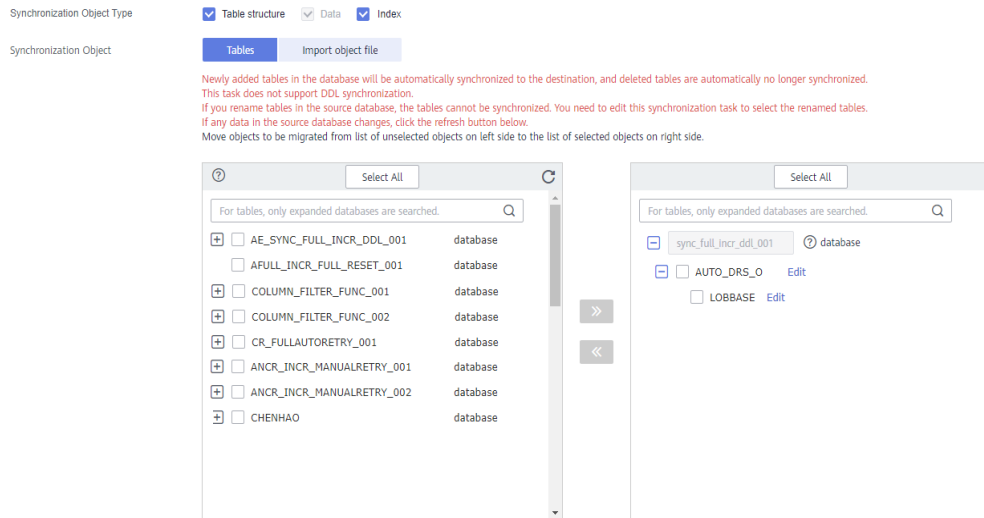 Synchronization Object Type Table structure Data Index
Synchronization Object Tables Import object file
Newly added tables in the database will be automatically synchronized to the destination, and deleted tables are automatically no longer synchronized.
This task does not support DDL synchronization.
If you rename tables in the source database, the tables cannot be synchronized. You need to edit this synchronization task to select the renamed tables.
If any data in the source database changes, click the refresh button below.
Move objects to be migrated from list of unselected objects on left side to the list of selected objects on right side.
Select All
For tables, only expanded databases are searched.
AE_SYNC_FULL_INCR_DDL_001 database
AFULL_INCR_FULL_RESET_001 database
COLUMN_FILTER_FUNC_001 database
COLUMN_FILTER_FUNC_002 database
CR_FULLAUTORETRY_001 database
ANCR_INCR_MANUALRETRY_001 database
ANCR_INCR_MANUALRETRY_002 database
CHENHAO database
Select All
For tables, only expanded databases are searched.
sync_full_incr_ddl_001 database
AUTO_DRS_O Edit
LOBBASE Edit